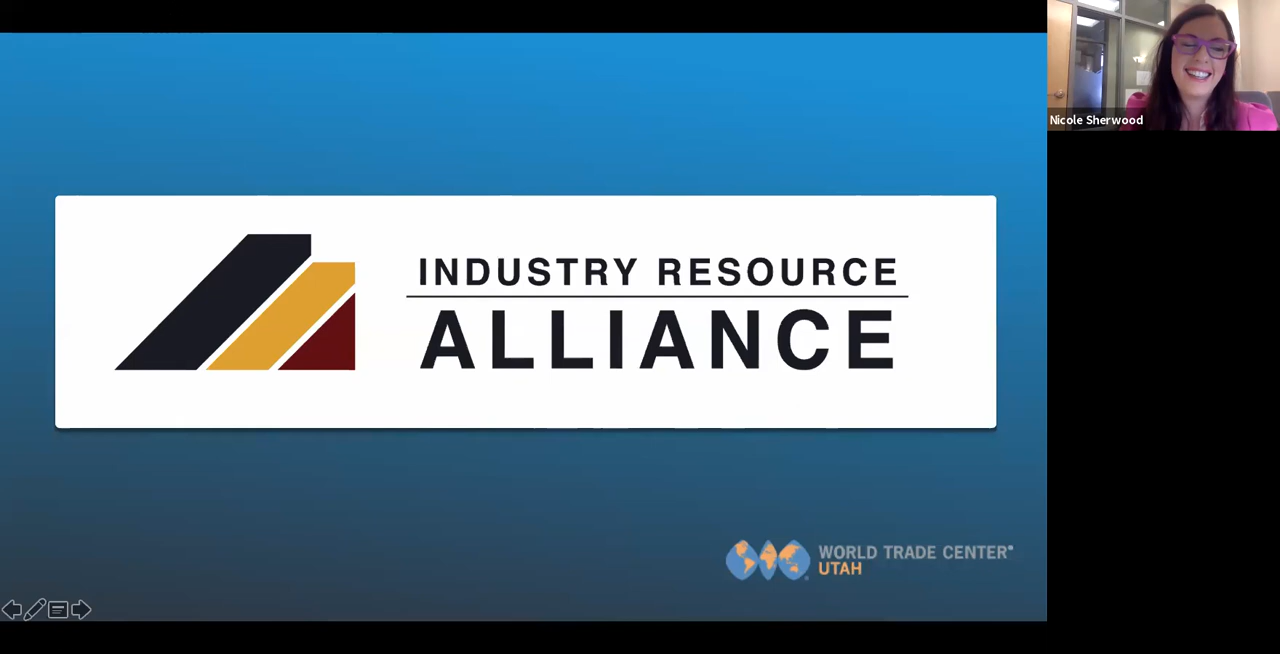 Nicole Sherwood
INDUSTRY RESOURCE
ALLIANCE
WORLD TRADE CENTER®
UTAH